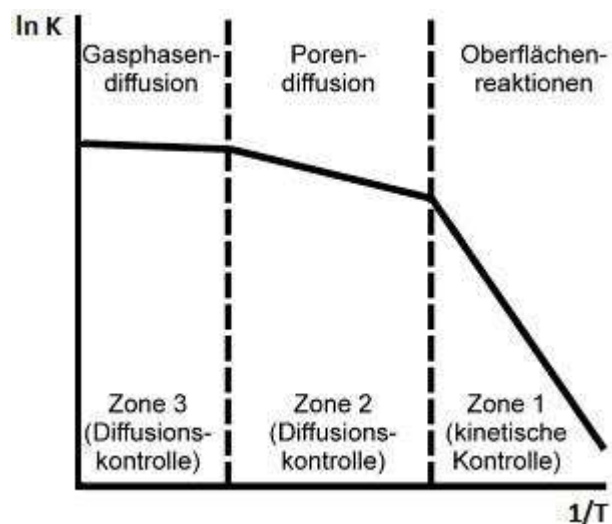 ln K
Gasphasen-
diffusion
Poren-
diffusion
Oberflächen-
reaktionen
Zone 3
(Diffusions-
kontrolle)
Zone 2
(Diffusions-
kontrolle)
Zone 1
(kinetische
Kontrolle)
1/T